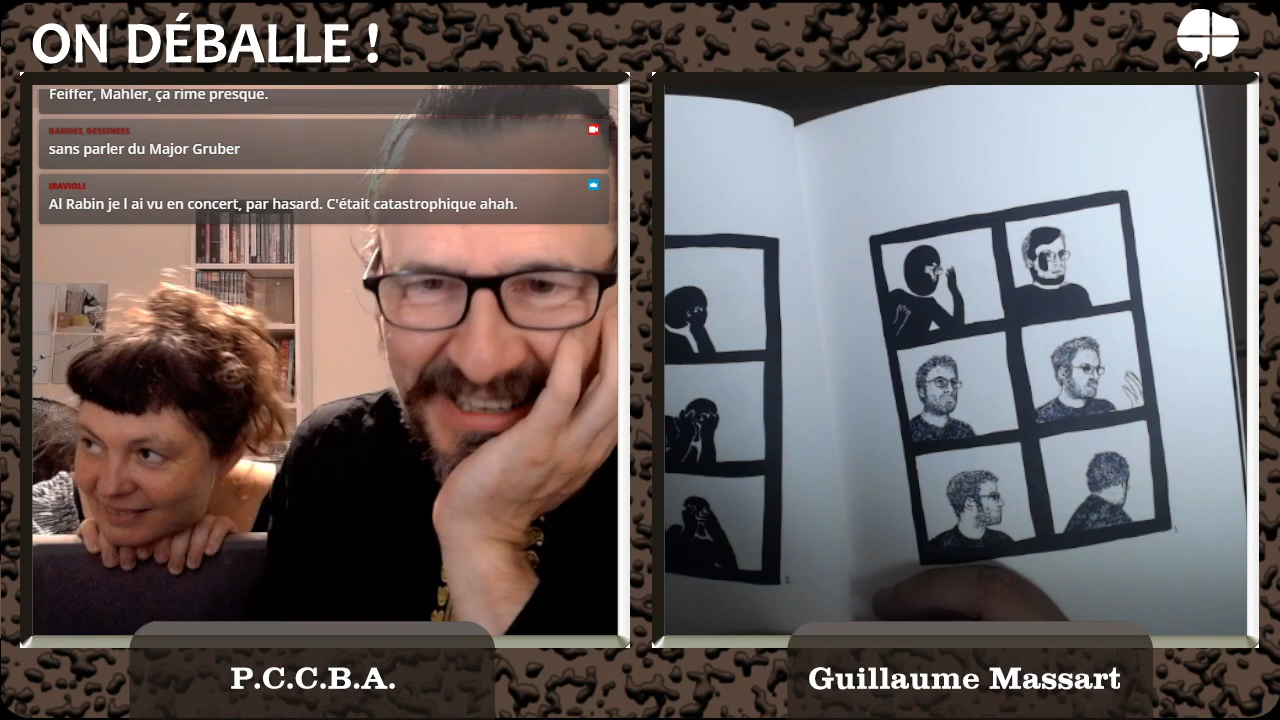 ON DÉBALLE !
Feiffer, Mahler, ça rime presque.
BANDES_DESSINEES
sans parler du Major Gruber
IRAVIOLI
Al Rabin je l ai vu en concert, par hasard. C'était catastrophique ahah.
P.C.C.B.A.
Guillaume Massart